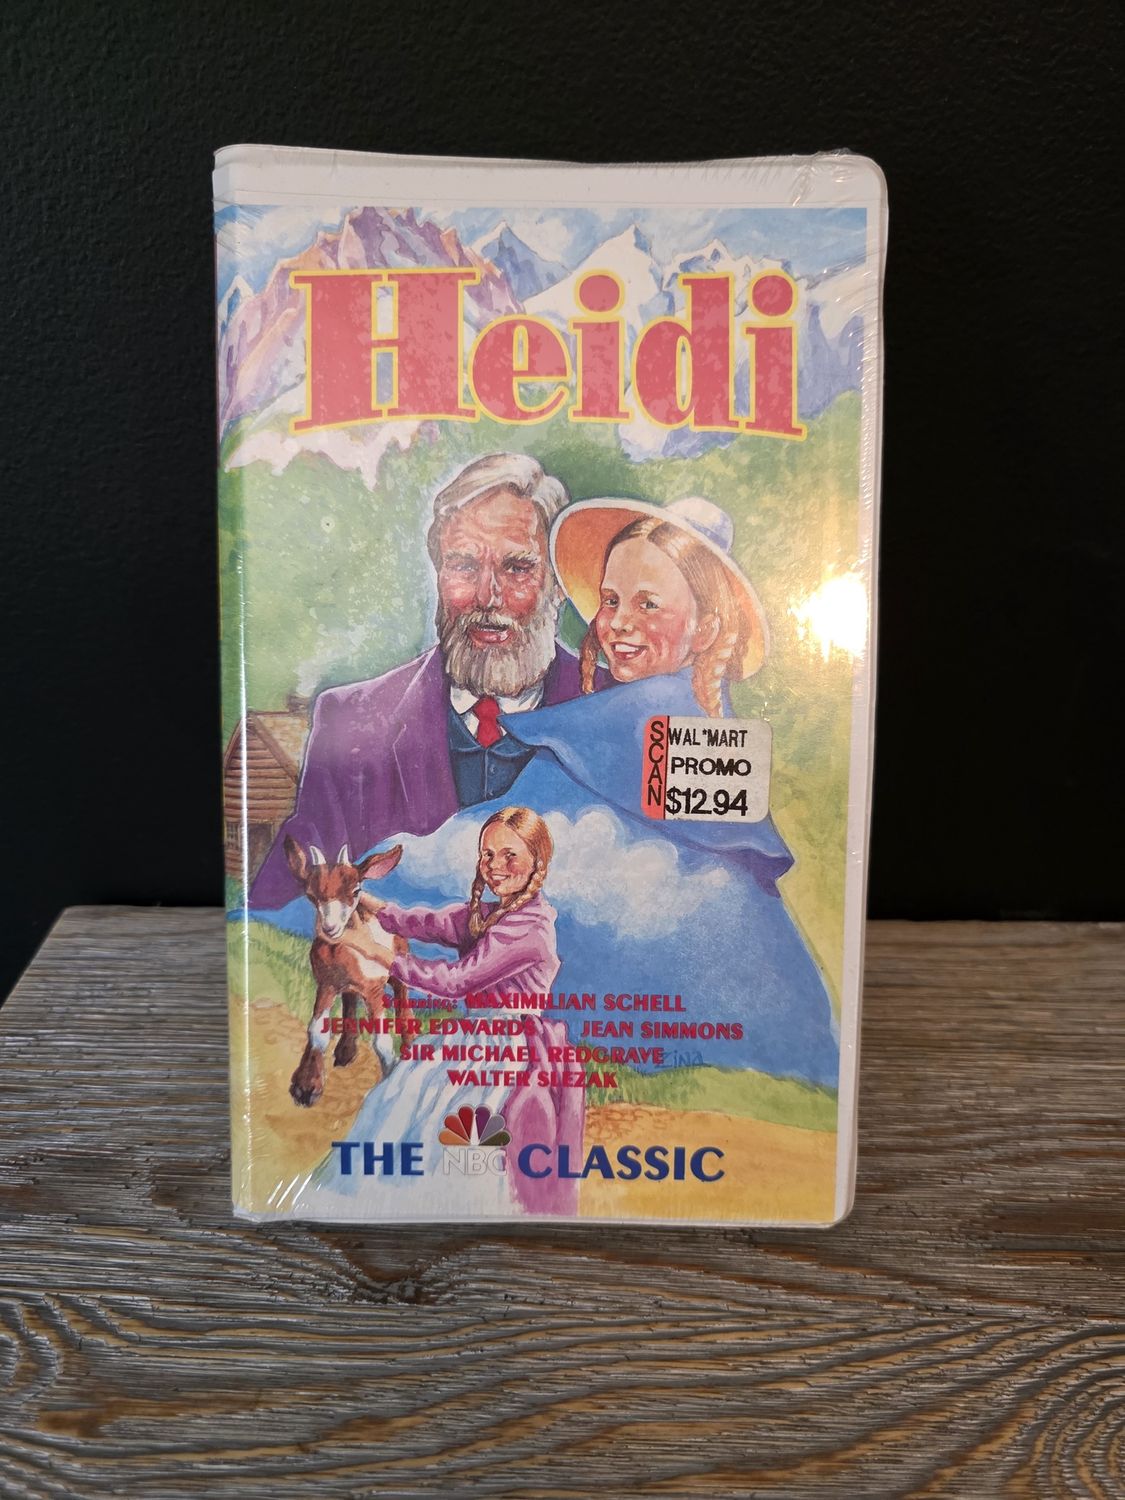 Heidi
SCAN
WAL*MART
PROMO
$12.94
Starring: MAXIMILIAN SCHELL
JENNIFER EDWARDS JEAN SIMMONS
SIR MICHAEL REDGRAVE
ZINA
WALTER SLEZAK
THE NBC CLASSIC